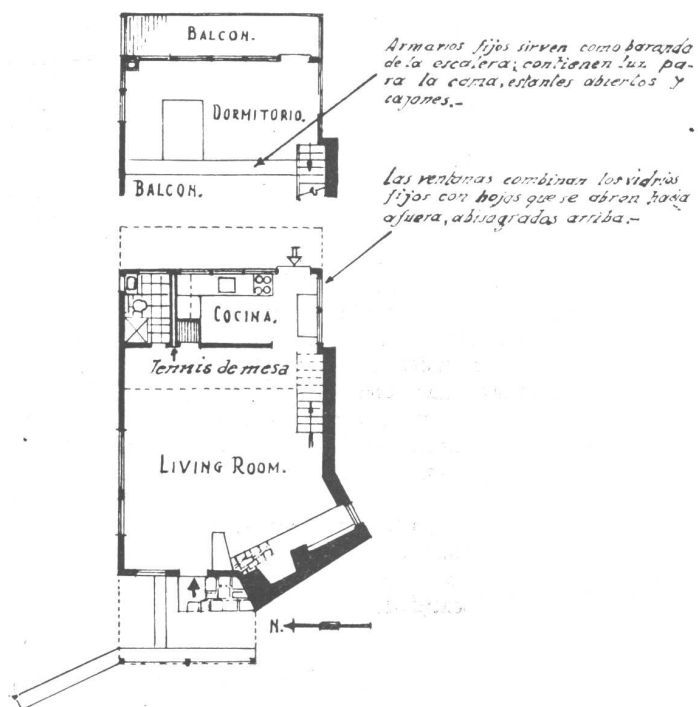 BALCON.
Armarios fijos sirven como baranda
de la escalera; contienen luz pa-
ra la cama, estantes abiertos y
cajones.-
DORMITORIO.
BALCON.
Las ventanas combinan los vidrios
fijos con hojas que se abren hacia
afuera, abisagrados arriba.-
COCINA.
Tennis de mesa
LIVING ROOM.
N.